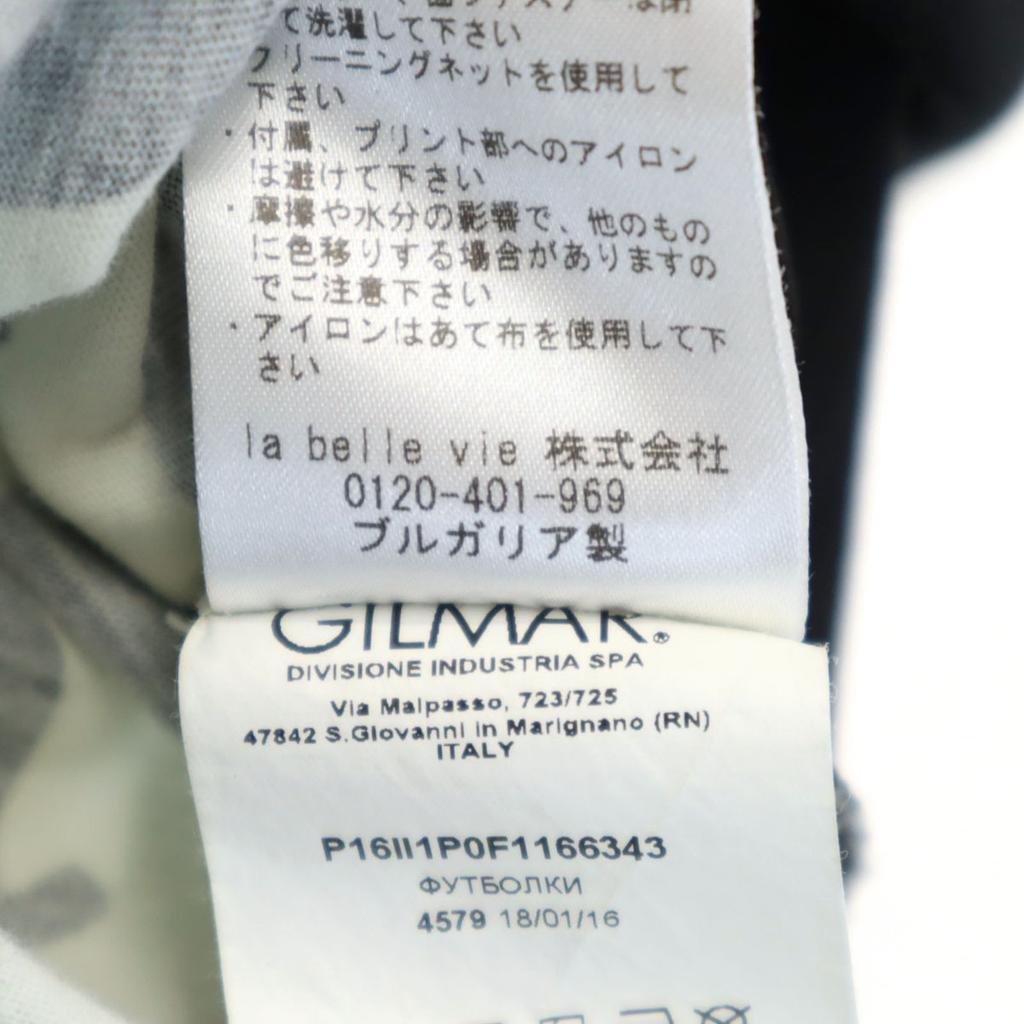 て洗濯して下さい
クリーニングネットを使用して
下さい
・付属、プリント部へのアイロン
は避けて下さい
・摩擦や水分の影響で、他のもの
に色移りする場合がありますの
でご注意下さい
・アイロンはあて布を使用して下
さい
la belle vie 株式会社
0120-401-969
ブルガリア製
GILMAR®
DIVISIONE INDUSTRIA SPA
Via Malpasso, 723/725
47842 S.Giovanni in Marignano (RN)
ITALY
P16II1P0F1166343
ФУТБОЛКИ
4579 18/01/16